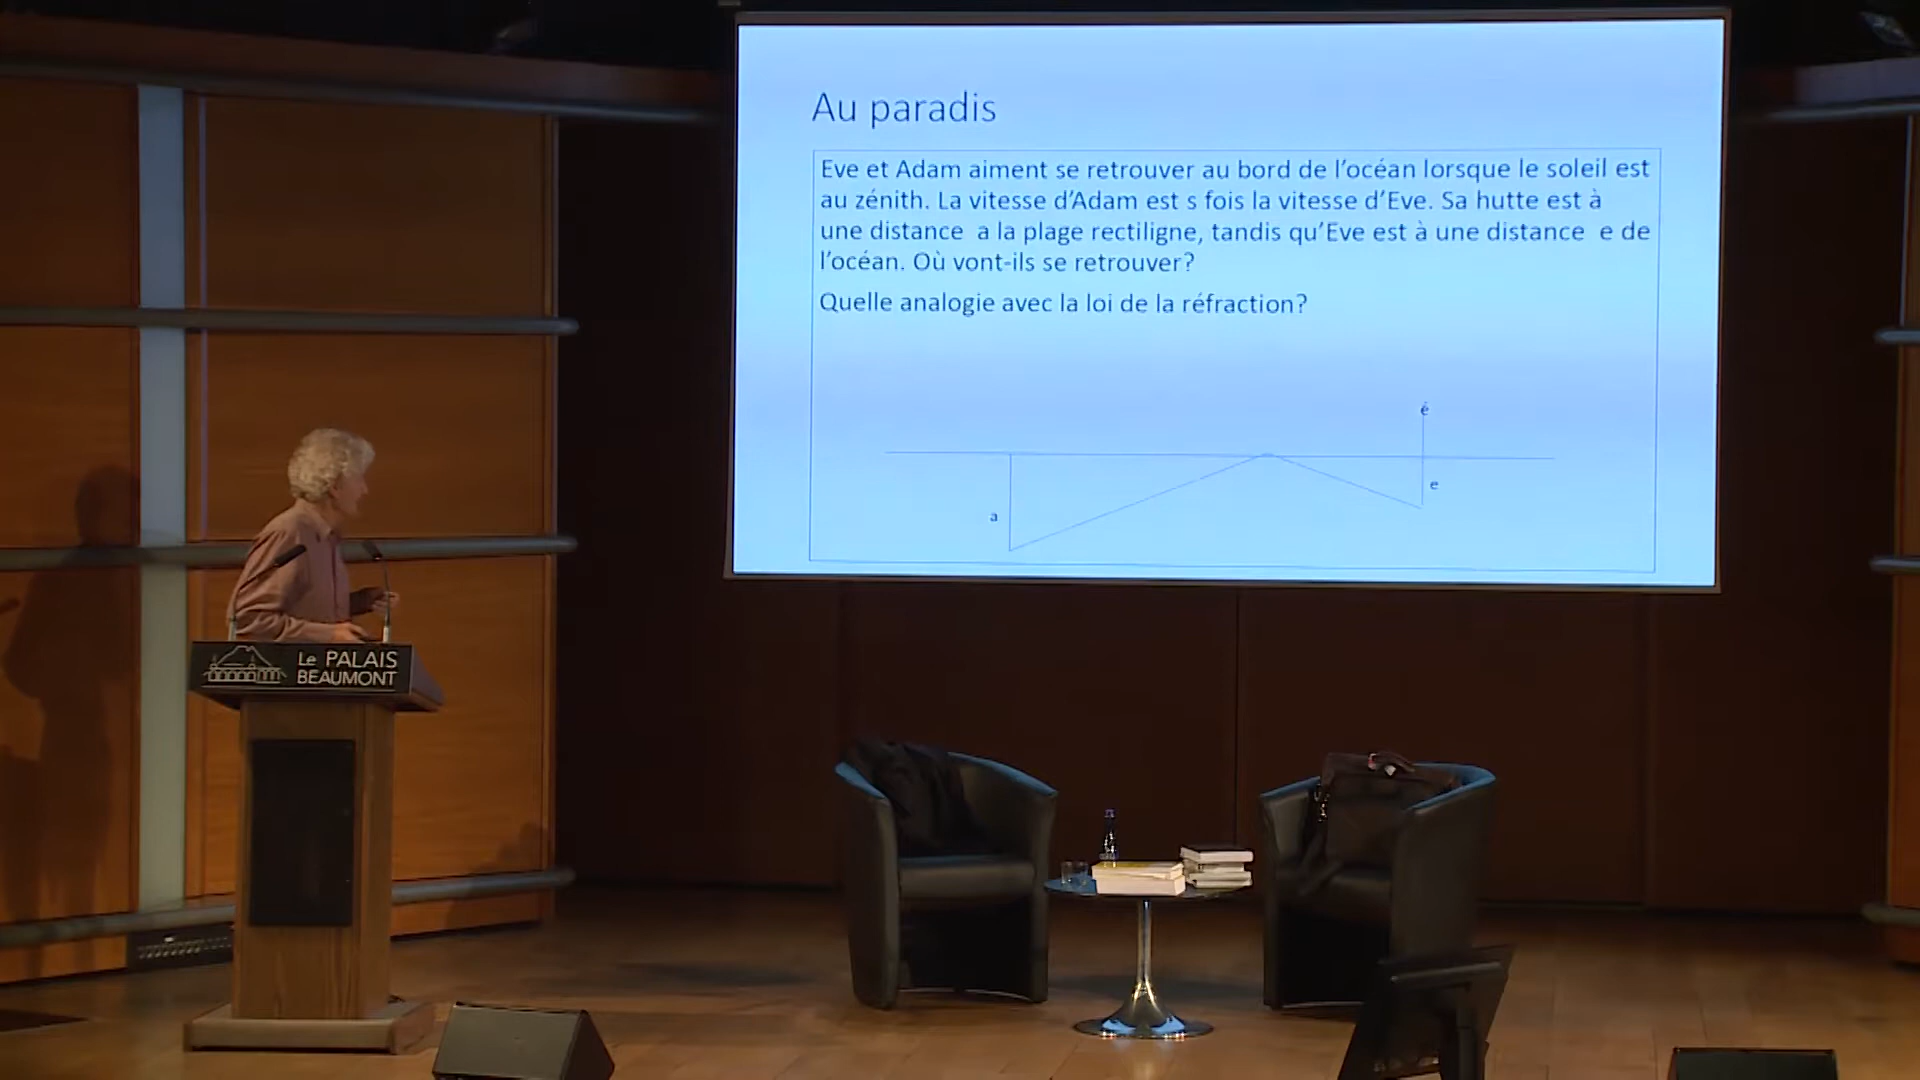 Au paradis
Eve et Adam aiment se retrouver au bord de l'océan lorsque le soleil est
au zénith. La vitesse d'Adam est s fois la vitesse d'Eve. Sa hutte est à
une distance a la plage rectiligne, tandis qu'Eve est à une distance e de
l'océan. Où vont-ils se retrouver?
Quelle analogie avec la loi de la réfraction?
é
e
a
Le PALAIS
BEAUMONT